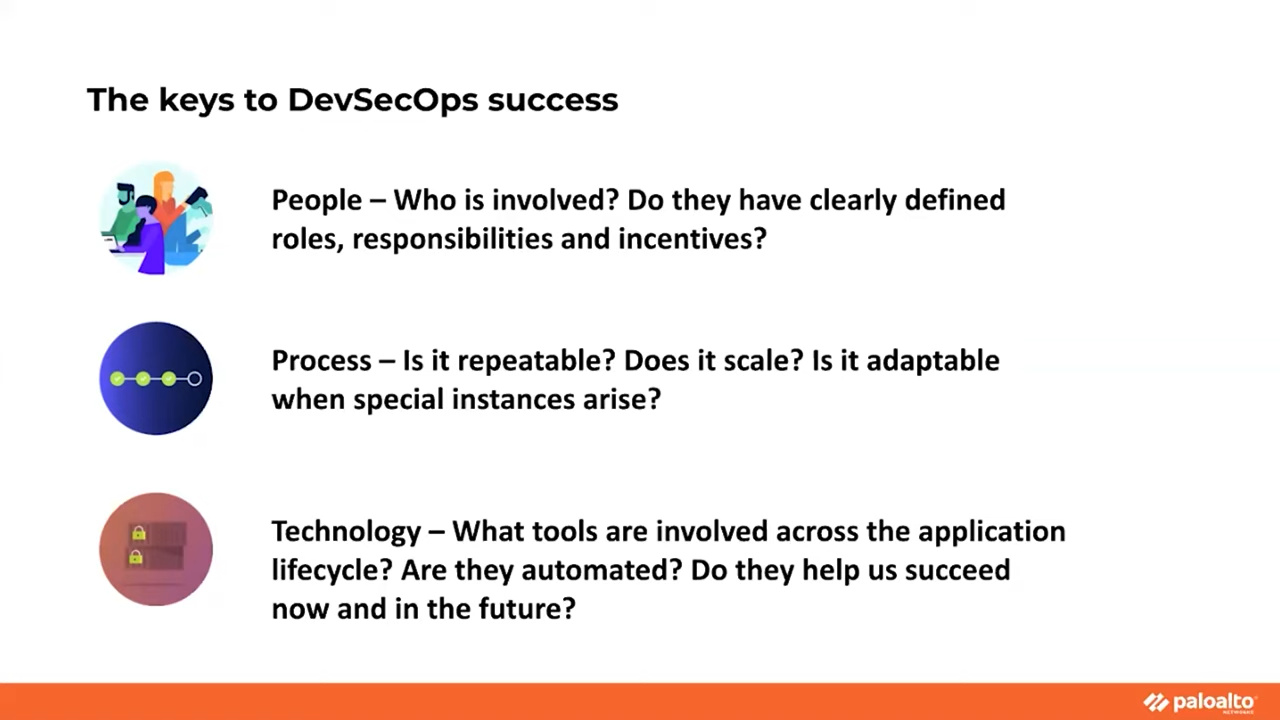 The keys to DevSecOps success
People – Who is involved? Do they have clearly defined
roles, responsibilities and incentives?
Process – Is it repeatable? Does it scale? Is it adaptable
when special instances arise?
Technology – What tools are involved across the application
lifecycle? Are they automated? Do they help us succeed
now and in the future?
paloalto
NETWORKS